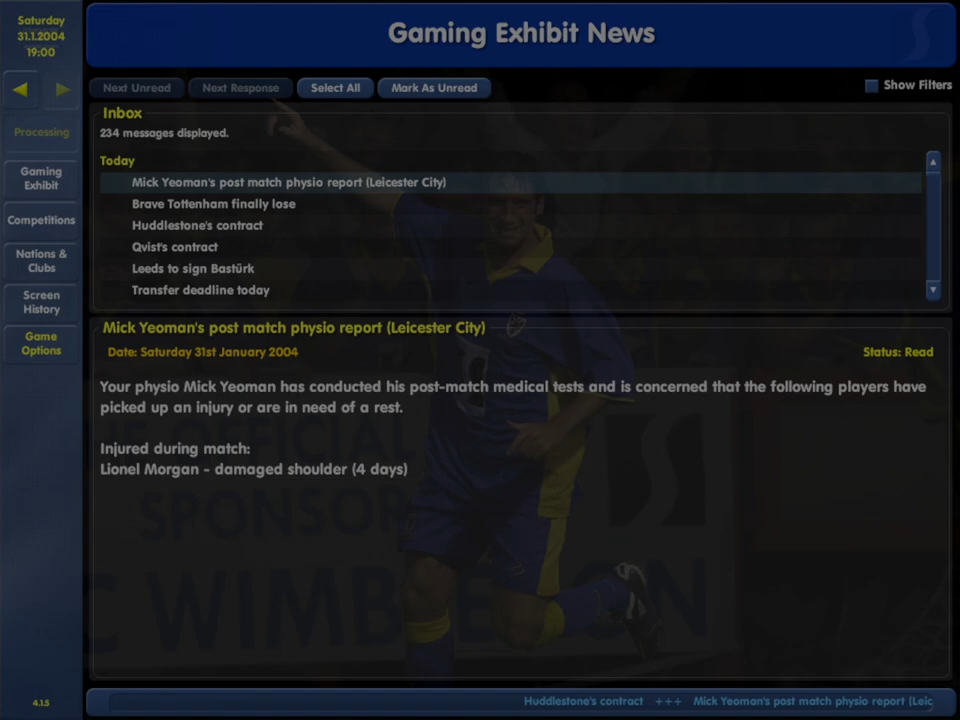 Saturday
31.1.2004
19:00
Gaming Exhibit News
Next Unread
Next Response
Select All
Mark As Unread
Show Filters
Processing
Gaming
Exhibit
Competitions
Nations &
Clubs
Screen
History
Game
Options
Inbox
234 messages displayed.
Today
Mick Yeoman's post match physio report (Leicester City)
Brave Tottenham finally lose
Huddlestone's contract
Qvist's contract
Leeds to sign Bastürk
Transfer deadline today
Mick Yeoman's post match physio report (Leicester City)
Date: Saturday 31st January 2004
Status: Read
Your physio Mick Yeoman has conducted his post-match medical tests and is concerned that the following players have
picked up an injury or are in need of a rest.
Injured during match:
Lionel Morgan - damaged shoulder (4 days)
OFFICIAL
SPONSOR
C WIMBLEDON
4.1.5
Huddlestone's contract +++ Mick Yeoman's post match physio report (Leic